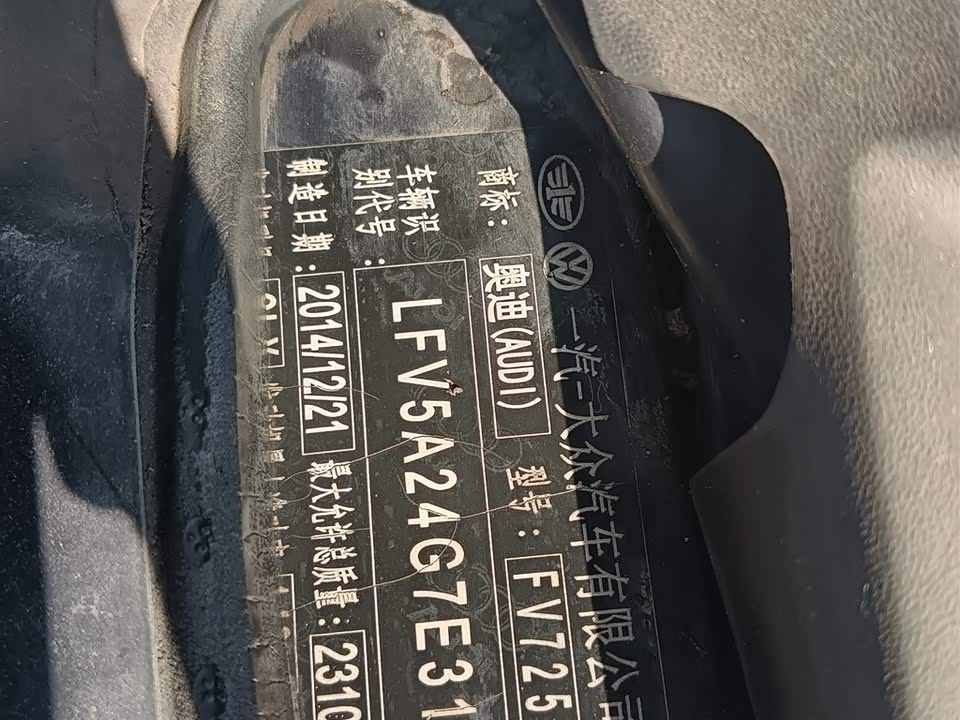 一汽-大众汽车有限公司
商标: 奥迪(AUDI) 型号: FV725
车辆识别代号: LFV5A24G7E31
制造日期: 2014/12/21 最大允许总质量: 2310